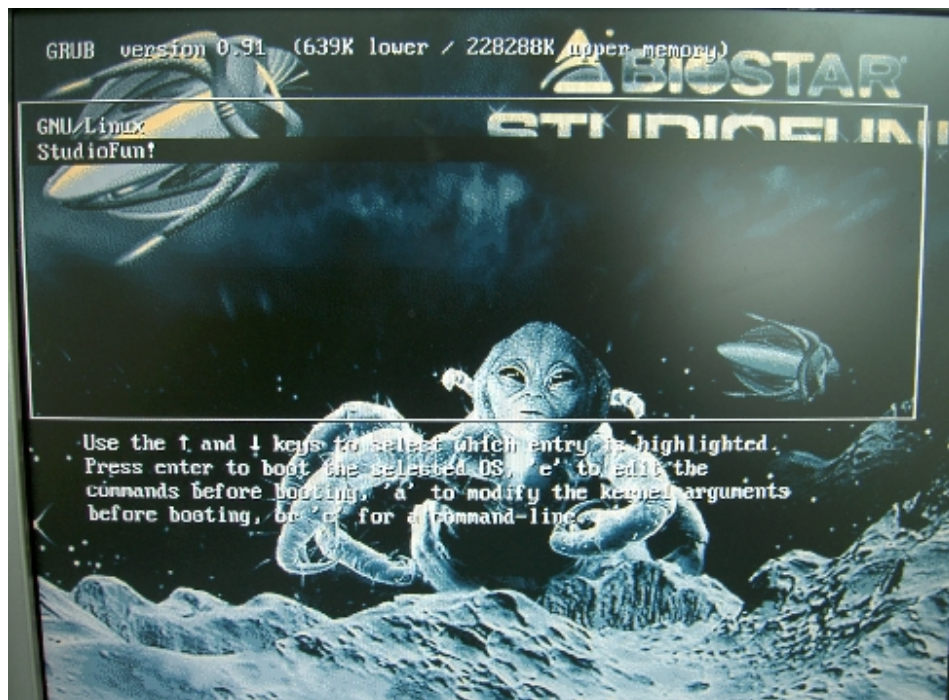 GRUB version 0.91 (639K lower / 228288K upper memory)
BIOSTAR
STUDIOFUN
GNU/Linux
StudioFun!
Use the ↑ and ↓ keys to select which entry is highlighted.
Press enter to boot the selected OS, 'e' to edit the
commands before booting, 'a' to modify the kernel arguments
before booting, or 'c' for a command-line.